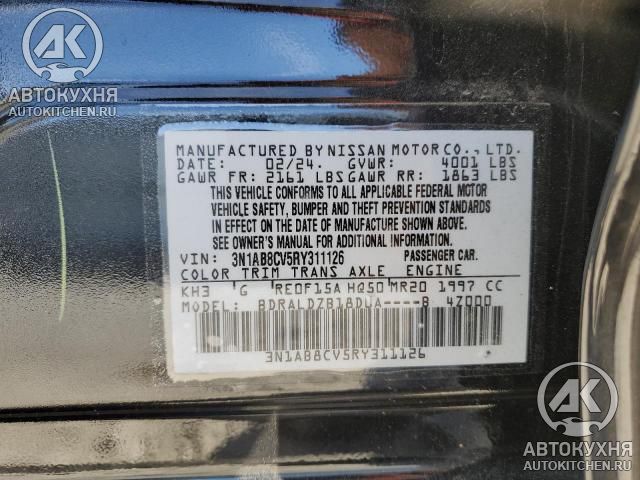 AK
АВТОКУХНЯ
AUTOKITCHEN.RU
MANUFACTURED BY NISSAN MOTOR CO., LTD.
DATE: 02/24. GVWR: 4001 LBS
GAWR FR: 2161 LBS GAWR RR: 1863 LBS
THIS VEHICLE CONFORMS TO ALL APPLICABLE FEDERAL MOTOR
VEHICLE SAFETY, BUMPER AND THEFT PREVENTION STANDARDS
IN EFFECT ON THE DATE OF MANUFACTURE SHOWN ABOVE.
SEE OWNER'S MANUAL FOR ADDITIONAL INFORMATION.
VIN: 3N1AB8CV5RY311126 PASSENGER CAR.
COLOR TRIM TRANS AXLE ENGINE
KH3 'G RE0F15A HQ50 MR20 1997 CC
MODEL: BDRALDZB18DUA----B 4Z000
3N1AB8CV5RY311126
AK
АВТОКУХНЯ
AUTOKITCHEN.RU